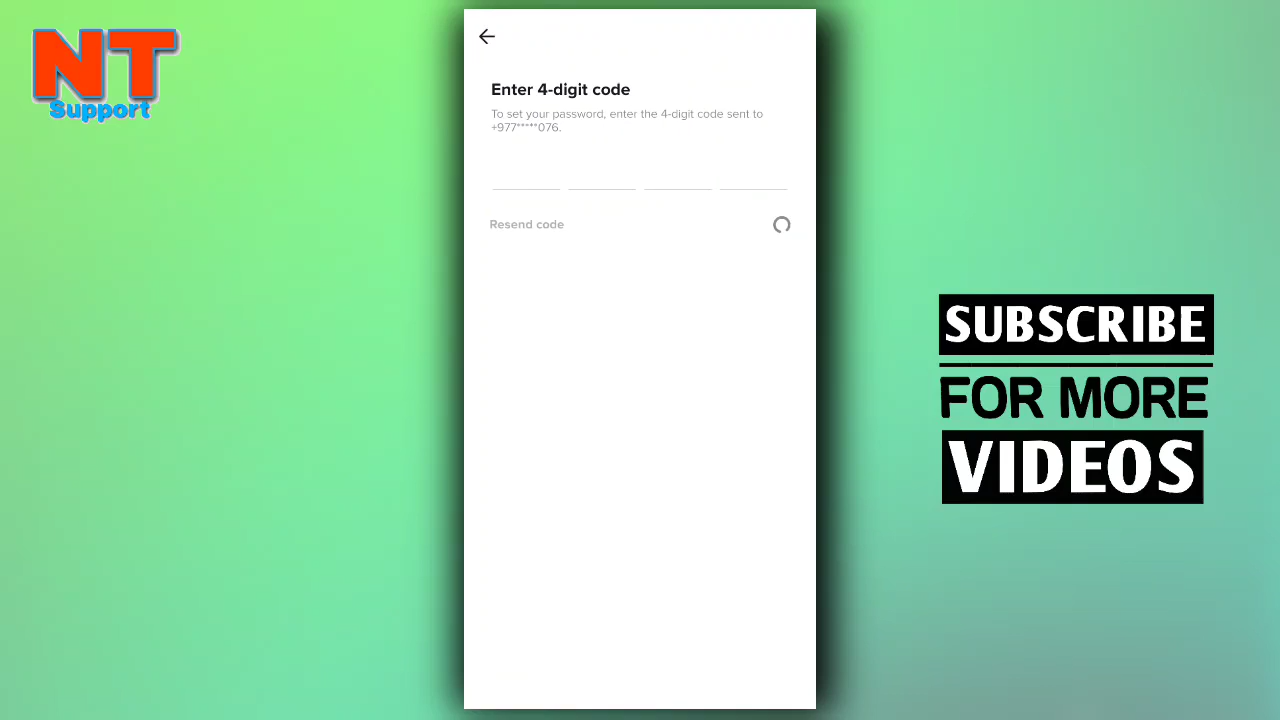 NT
Support
Enter 4-digit code
To set your password, enter the 4-digit code sent to
+977*****076.
Resend code
SUBSCRIBE
FOR MORE
VIDEOS